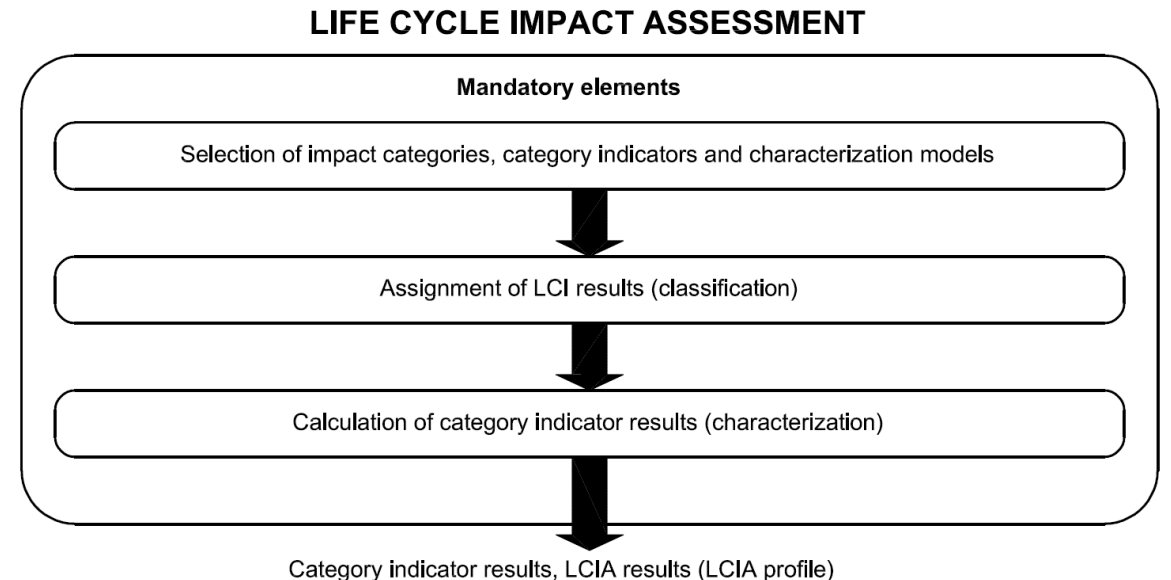 LIFE CYCLE IMPACT ASSESSMENT
Mandatory elements
Selection of impact categories, category indicators and characterization models
Assignment of LCI results (classification)
Calculation of category indicator results (characterization)
Category indicator results, LCIA results (LCIA profile)